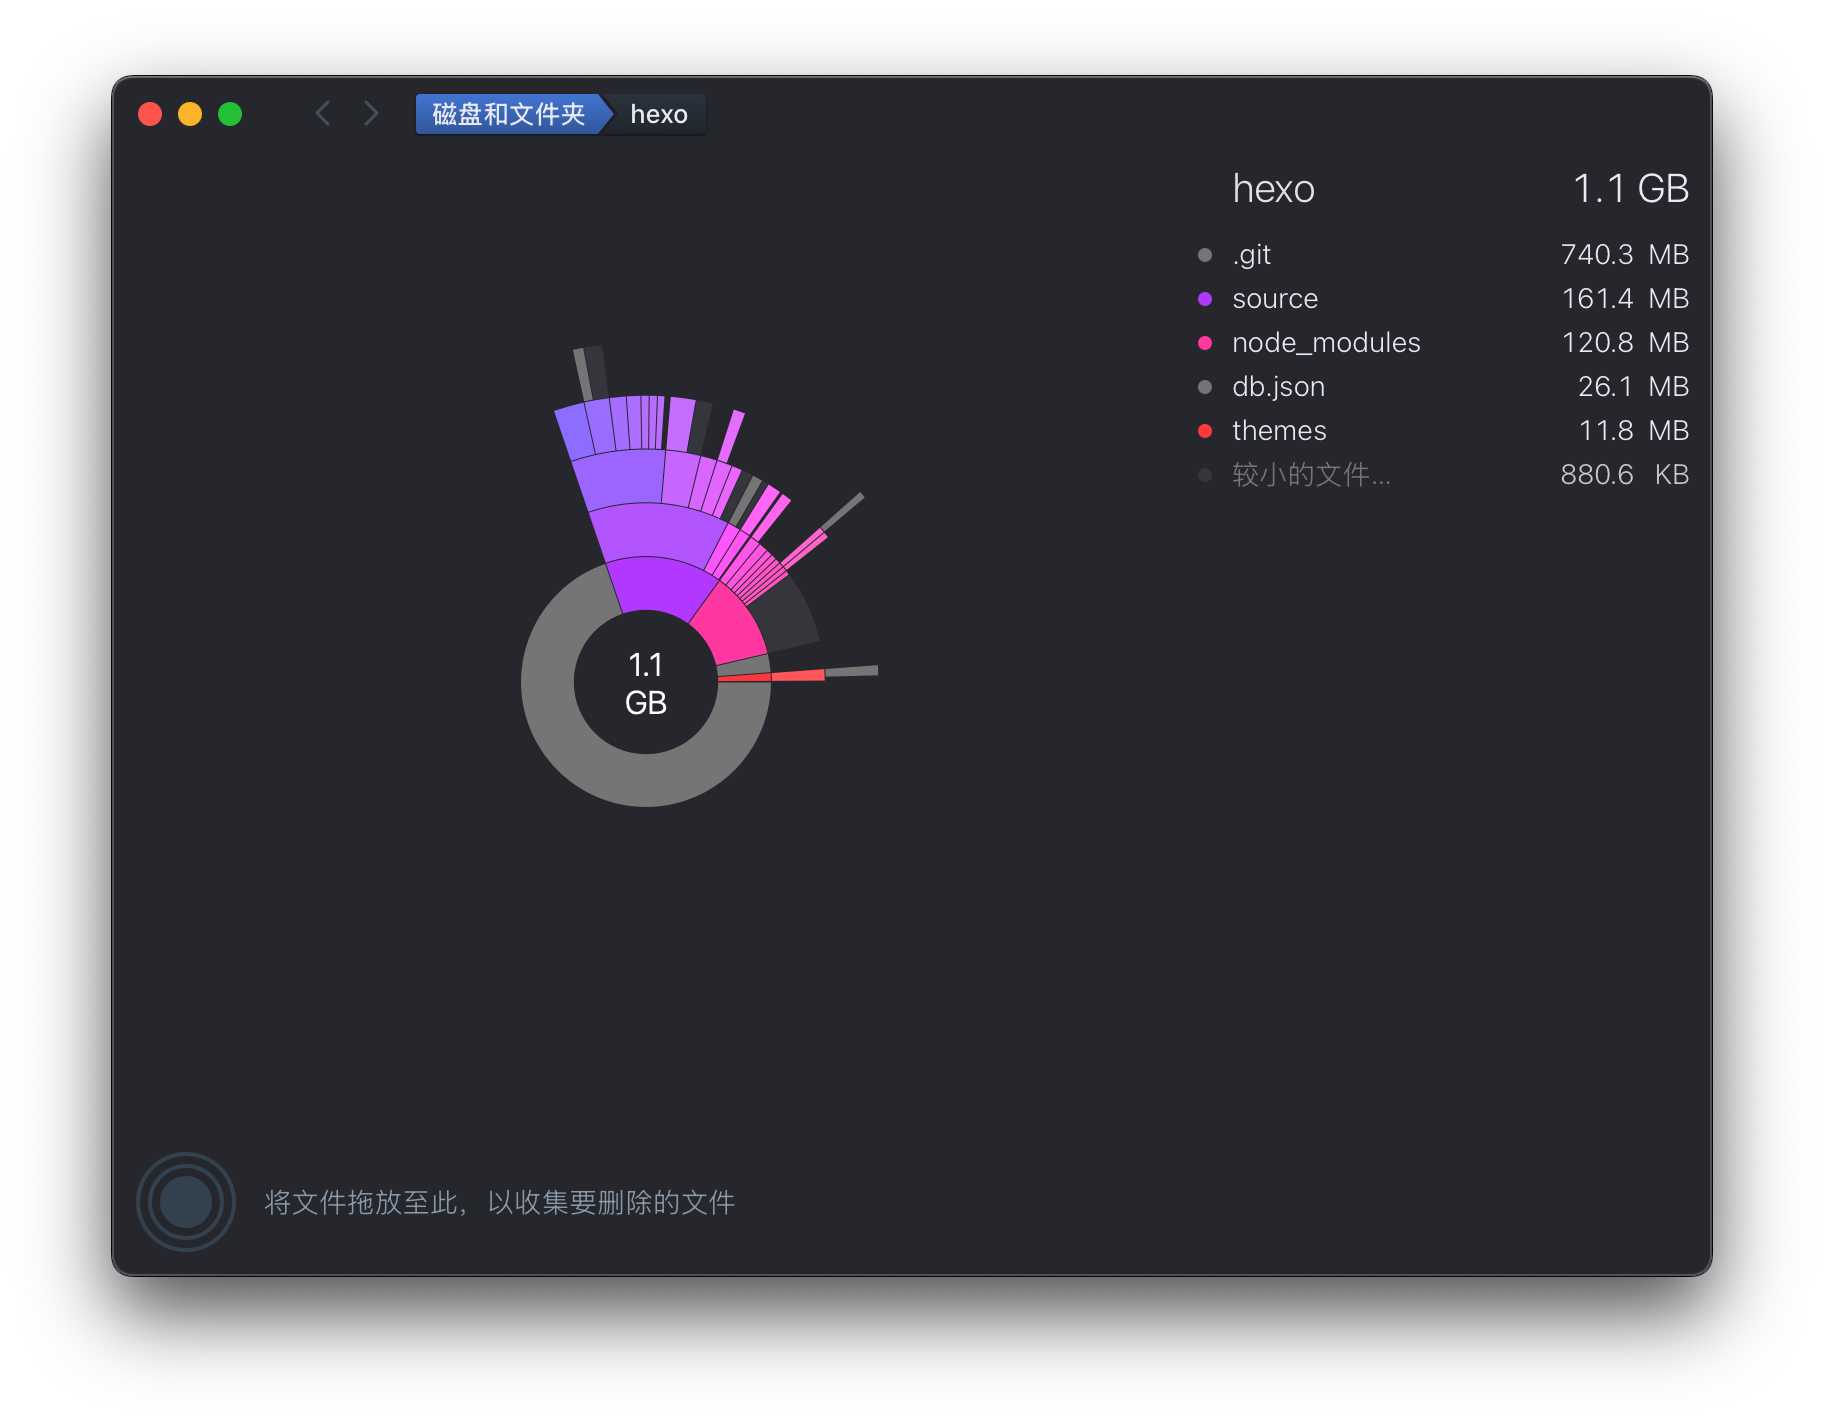 磁盘和文件夹 hexo
hexo 1.1 GB
.git 740.3 MB
source 161.4 MB
node_modules 120.8 MB
db.json 26.1 MB
themes 11.8 MB
较小的文件... 880.6 KB
1.1
GB
将文件拖放至此，以收集要删除的文件